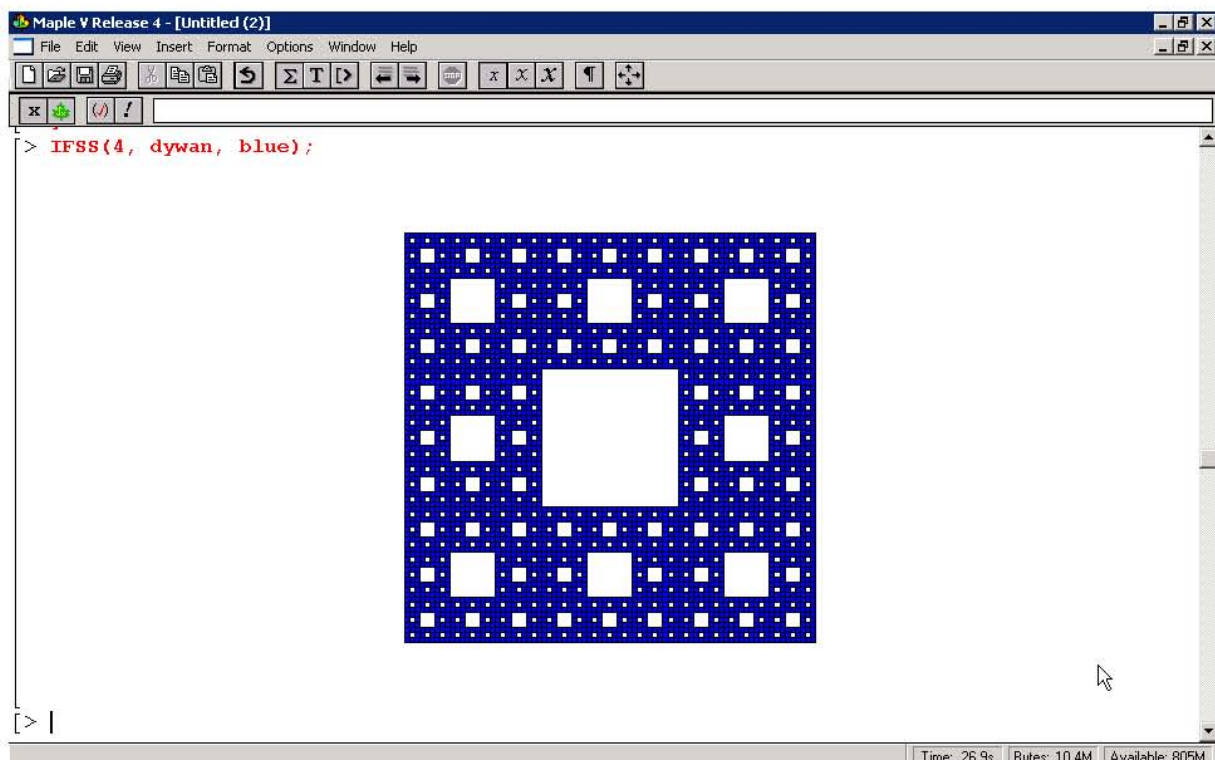 Maple V Release 4 - [Untitled (2)]
File Edit View Insert Format Options Window Help
Σ T [> STOP x x x ¶
x (√) !
[> IFSS(4, dywan, blue);
[>
Time: 26.9s Bytes: 10.4M Available: 805M